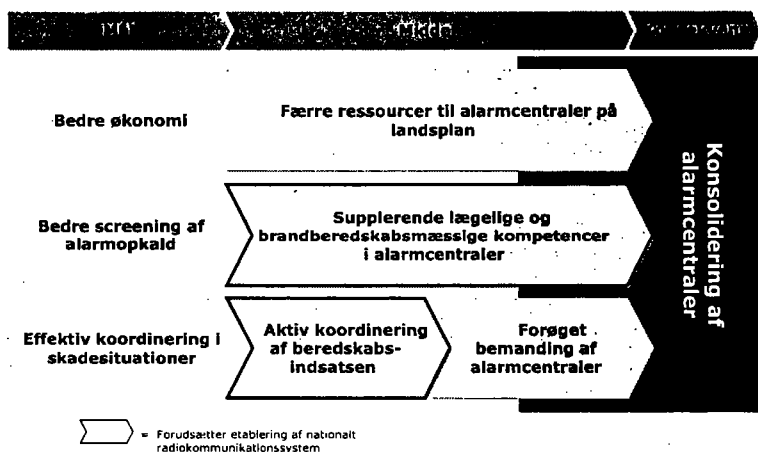 Bedre økonomi
Færre ressourcer til alarmcentraler på
landsplan
Bedre screening af
alarmopkald
Supplerende lægelige og
brandberedskabsmæssige kompetencer
i alarmcentraler
Effektiv koordinering i
skadesituationer
Aktiv koordinering
af beredskabs-
indsatsen
Forøget
bemanding af
alarmcentraler
Konsolidering af
alarmcentraler
= Forudsætter etablering af nationalt
radiokommunikationssystem